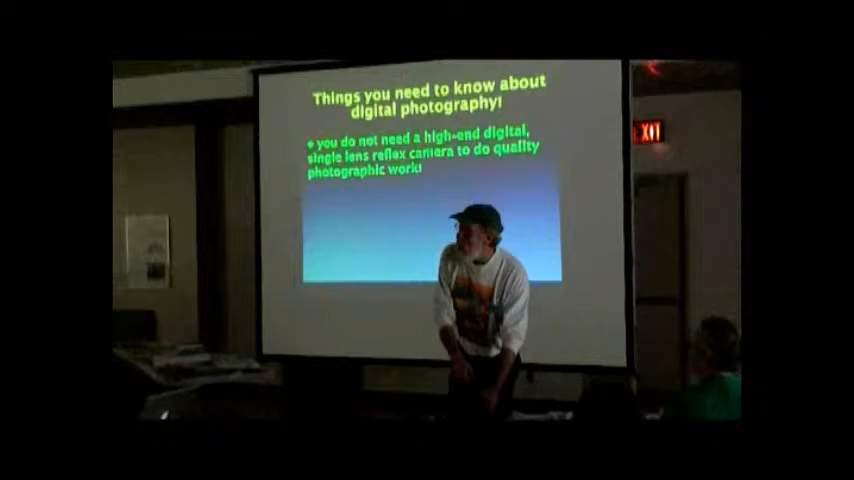 Things you need to know about
digital photography!
• you do not need a high-end digital,
single lens reflex camera to do quality
photographic work!
EXIT